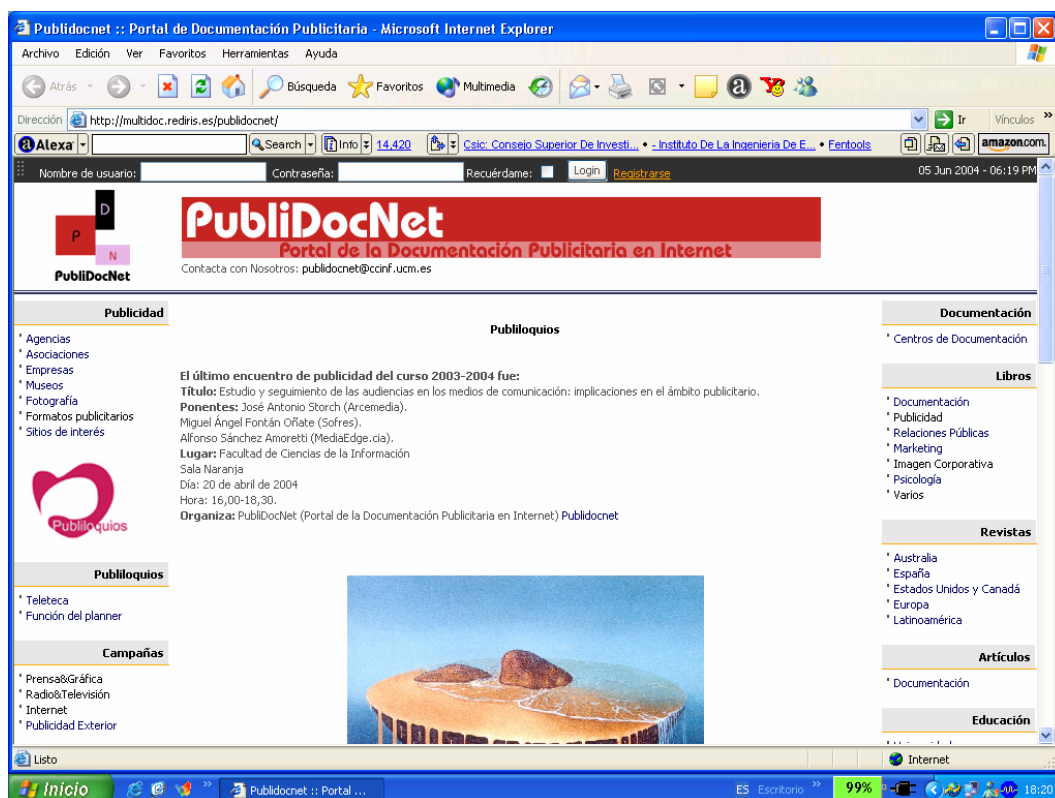 Publidocnet :: Portal de Documentación Publicitaria - Microsoft Internet Explorer
Archivo Edición Ver Favoritos Herramientas Ayuda
Atrás Búsqueda Favoritos Multimedia
Dirección http://multidoc.rediris.es/publidocnet/ Ir Vínculos »
Alexa Search Info 14,420 Csic: Consejo Superior De Investi... • - Instituto De La Ingenieria De E... • Fentools amazon.com.
Nombre de usuario: Contraseña: Recuérdame: Login Registrarse 05 Jun 2004 - 06:19 PM
P D N
PubliDocNet
PubliDocNet
Portal de la Documentación Publicitaria en Internet
Contacta con Nosotros: publidocnet@ccinf.ucm.es
Publicidad
' Agencias
' Asociaciones
' Empresas
' Museos
' Fotografía
' Formatos publicitarios
' Sitios de interés
Publiloquios
Publiloquios
' Teleteca
' Función del planner
Campañas
' Prensa&Gráfica
' Radio&Televisión
' Internet
' Publicidad Exterior
Publiloquios
El último encuentro de publicidad del curso 2003-2004 fue:
Título: Estudio y seguimiento de las audiencias en los medios de comunicación: implicaciones en el ámbito publicitario.
Ponentes: José Antonio Storch (Arcemedia).
Miguel Ángel Fontán Oñate (Sofres).
Alfonso Sánchez Amoretti (MediaEdge.cia).
Lugar: Facultad de Ciencias de la Información
Sala Naranja
Día: 20 de abril de 2004
Hora: 16,00-18,30.
Organiza: PubliDocNet (Portal de la Documentación Publicitaria en Internet) Publidocnet
Documentación
' Centros de Documentación
Libros
' Documentación
' Publicidad
' Relaciones Públicas
' Marketing
' Imagen Corporativa
' Psicología
' Varios
Revistas
' Australia
' España
' Estados Unidos y Canadá
' Europa
' Latinoamérica
Artículos
' Documentación
Educación
Listo Internet
Inicio » Publidocnet :: Portal ... ES Escritorio » 99% 18:20